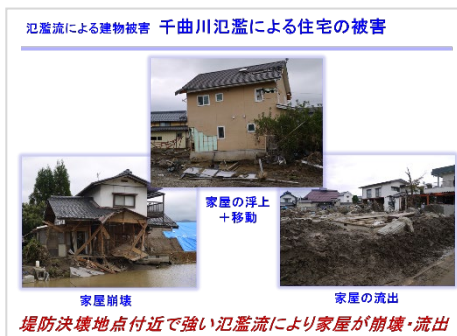 氾濫流による建物被害 千曲川氾濫による住宅の被害
家屋の浮上
＋移動
家屋崩壊
家屋の流出
堤防決壊地点付近で強い氾濫流により家屋が崩壊・流出